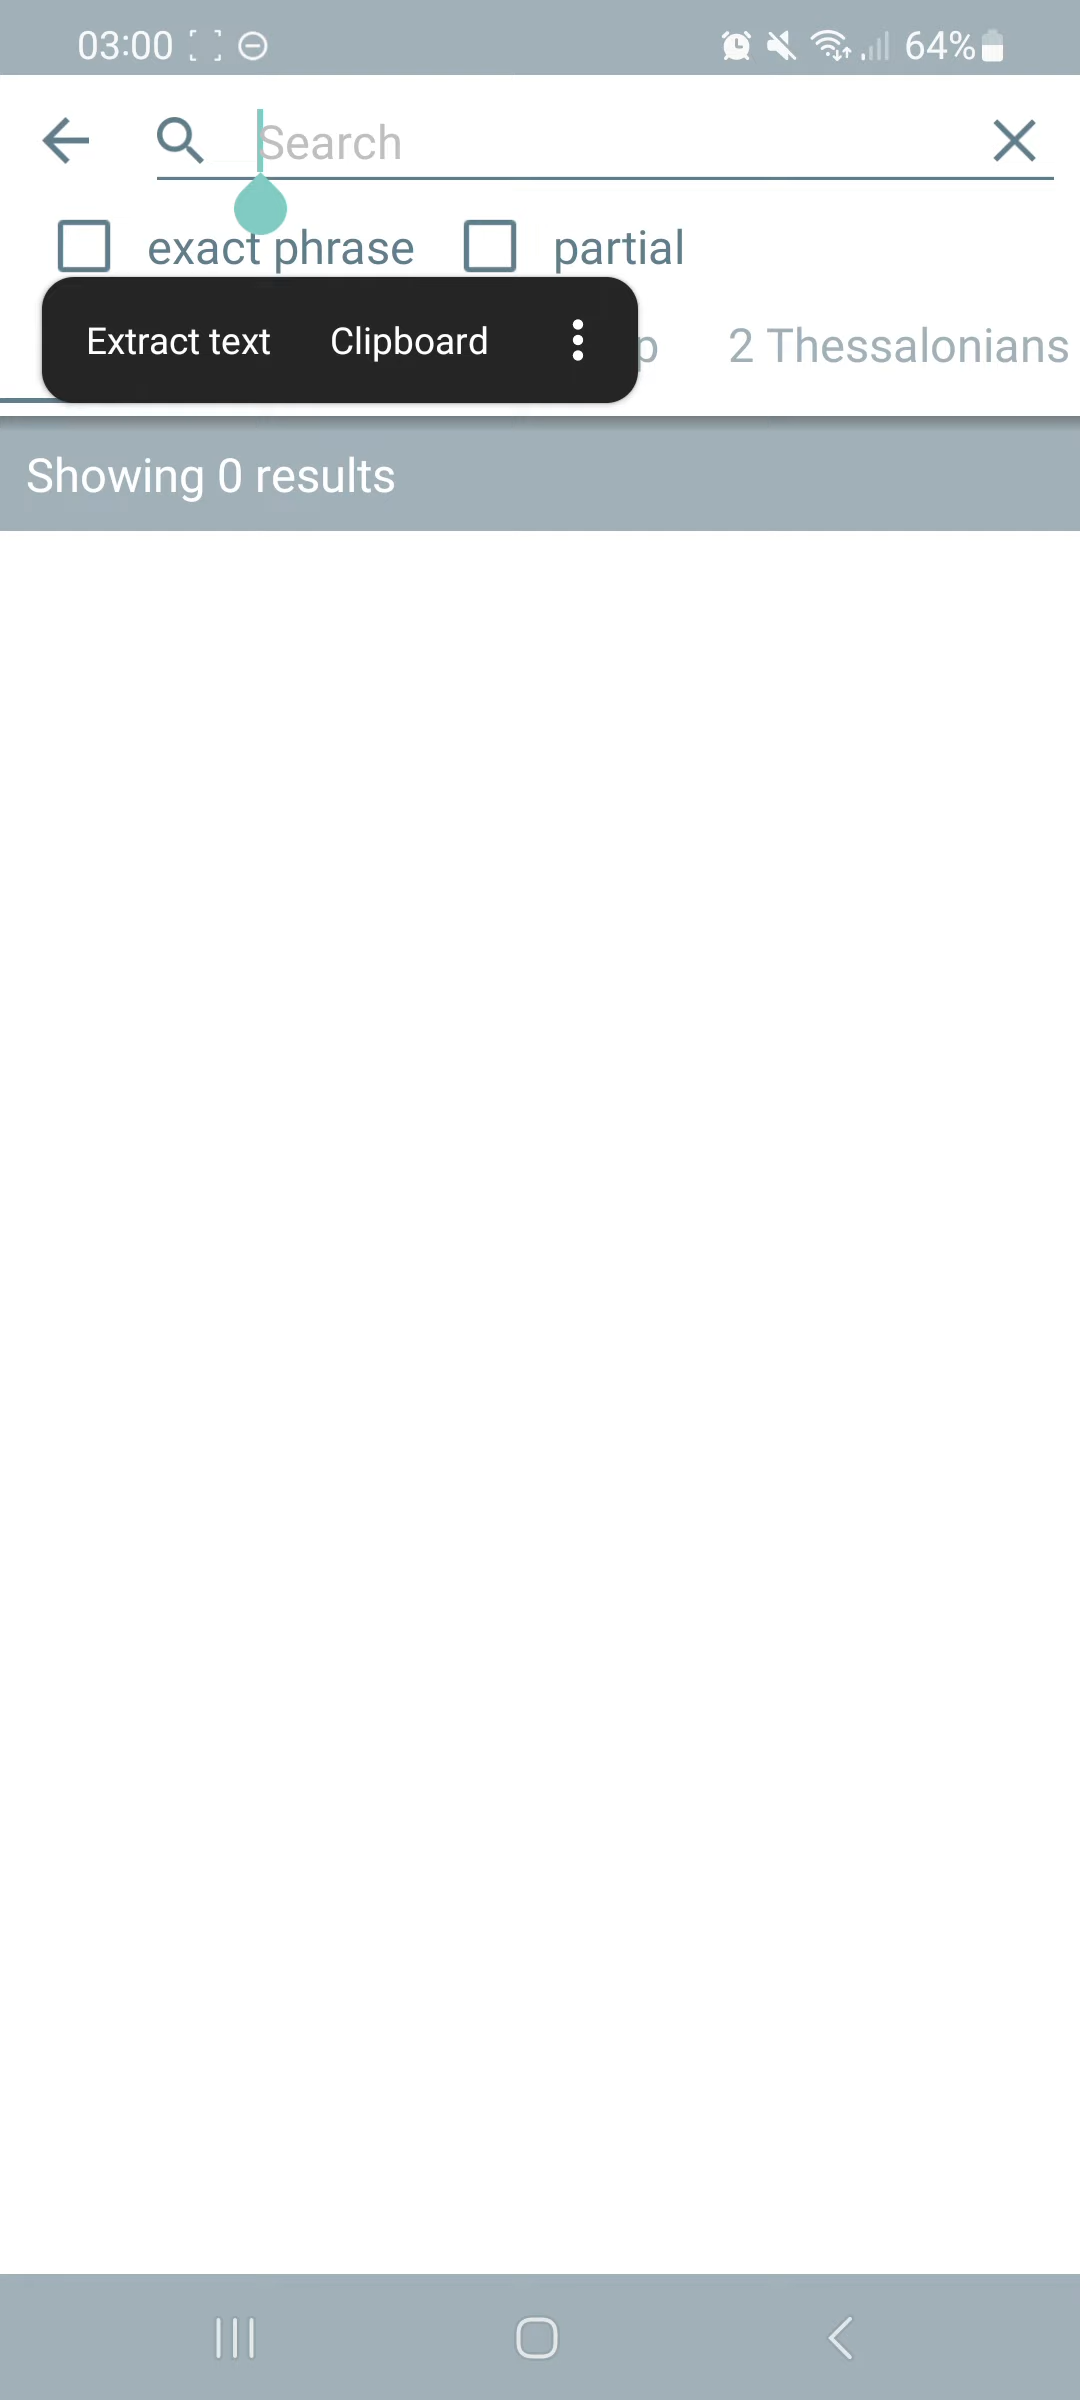 03:00 64%
Search
exact phrase partial
Extract text Clipboard 2 Thessalonians
Showing 0 results